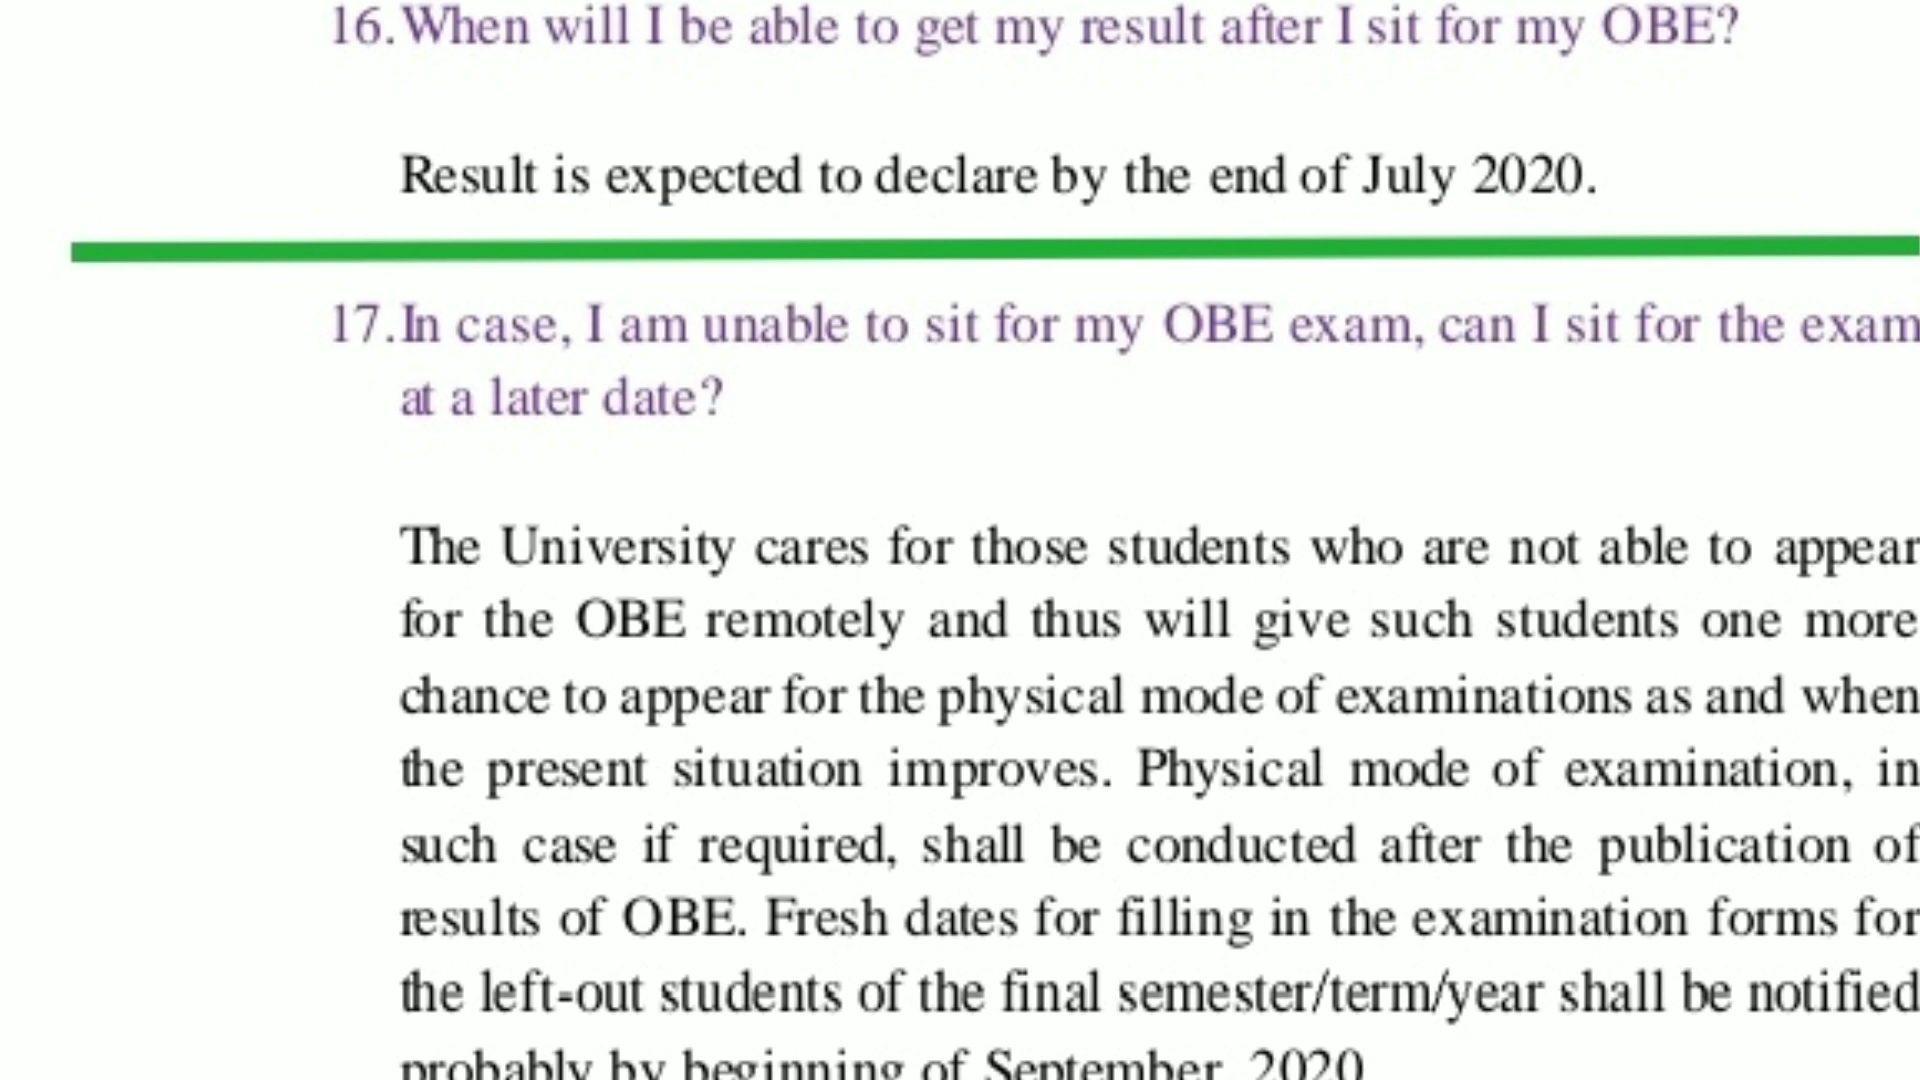 16. When will I be able to get my result after I sit for my OBE?
Result is expected to declare by the end of July 2020.
17. In case, I am unable to sit for my OBE exam, can I sit for the exam
at a later date?
The University cares for those students who are not able to appear
for the OBE remotely and thus will give such students one more
chance to appear for the physical mode of examinations as and when
the present situation improves. Physical mode of examination, in
such case if required, shall be conducted after the publication of
results of OBE. Fresh dates for filling in the examination forms for
the left-out students of the final semester/term/year shall be notified
probably by beginning of September, 2020